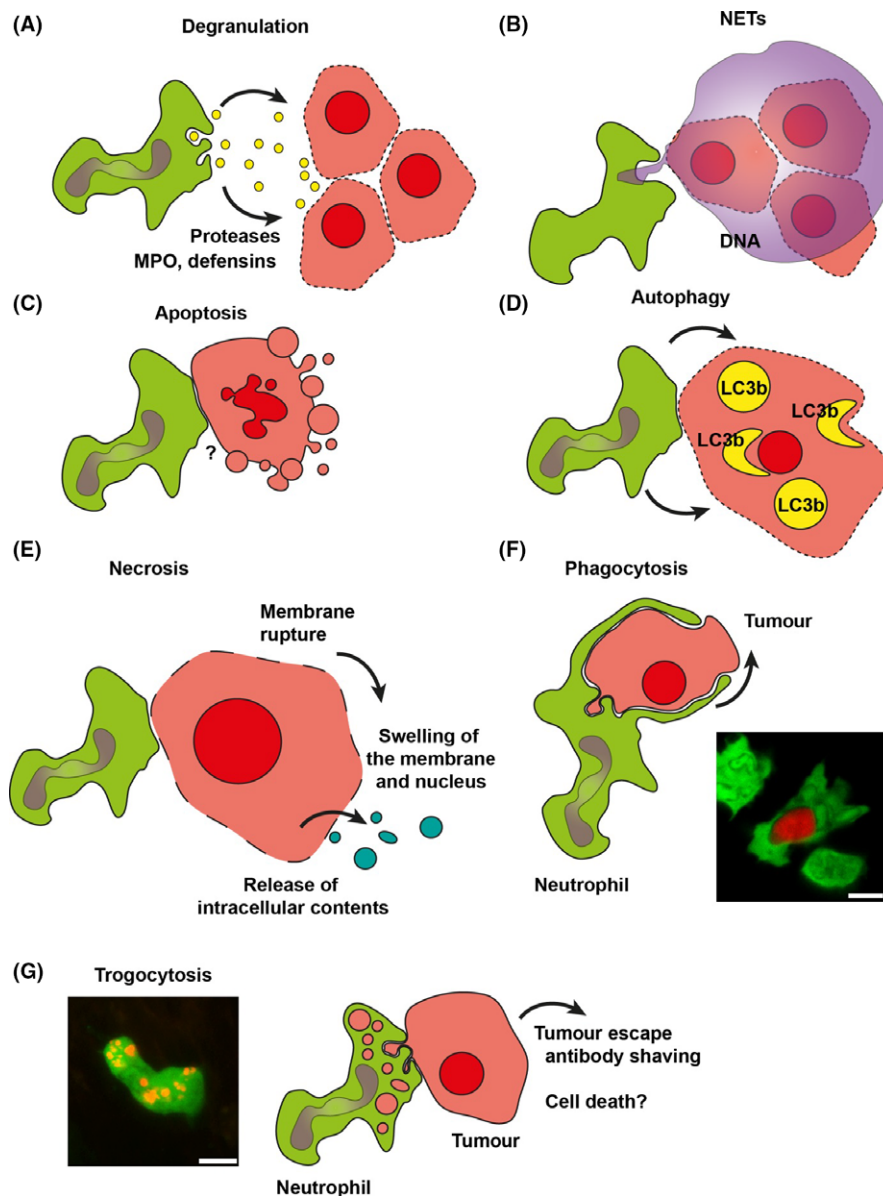 (A)
Degranulation
Proteases
MPO, defensins
(B)
NETs
DNA
(C)
Apoptosis
?
(D)
Autophagy
LC3b
LC3b
LC3b
LC3b
(E)
Necrosis
Membrane
rupture
Swelling of
the membrane
and nucleus
Release of
intracellular contents
(F)
Phagocytosis
Tumour
Neutrophil
(G)
Trogocytosis
Tumour escape
antibody shaving
Cell death?
Tumour
Neutrophil